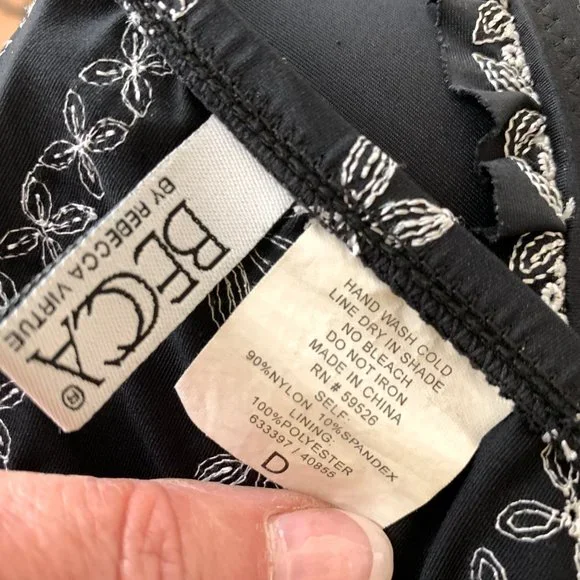 BECCA®
BY REBECCA VIRTUE
HAND WASH COLD
LINE DRY IN SHADE
NO BLEACH
DO NOT IRON
MADE IN CHINA
RN # 59526
SELF:
90%NYLON 10%SPANDEX
LINING:
100%POLYESTER
633397 / 40855
D